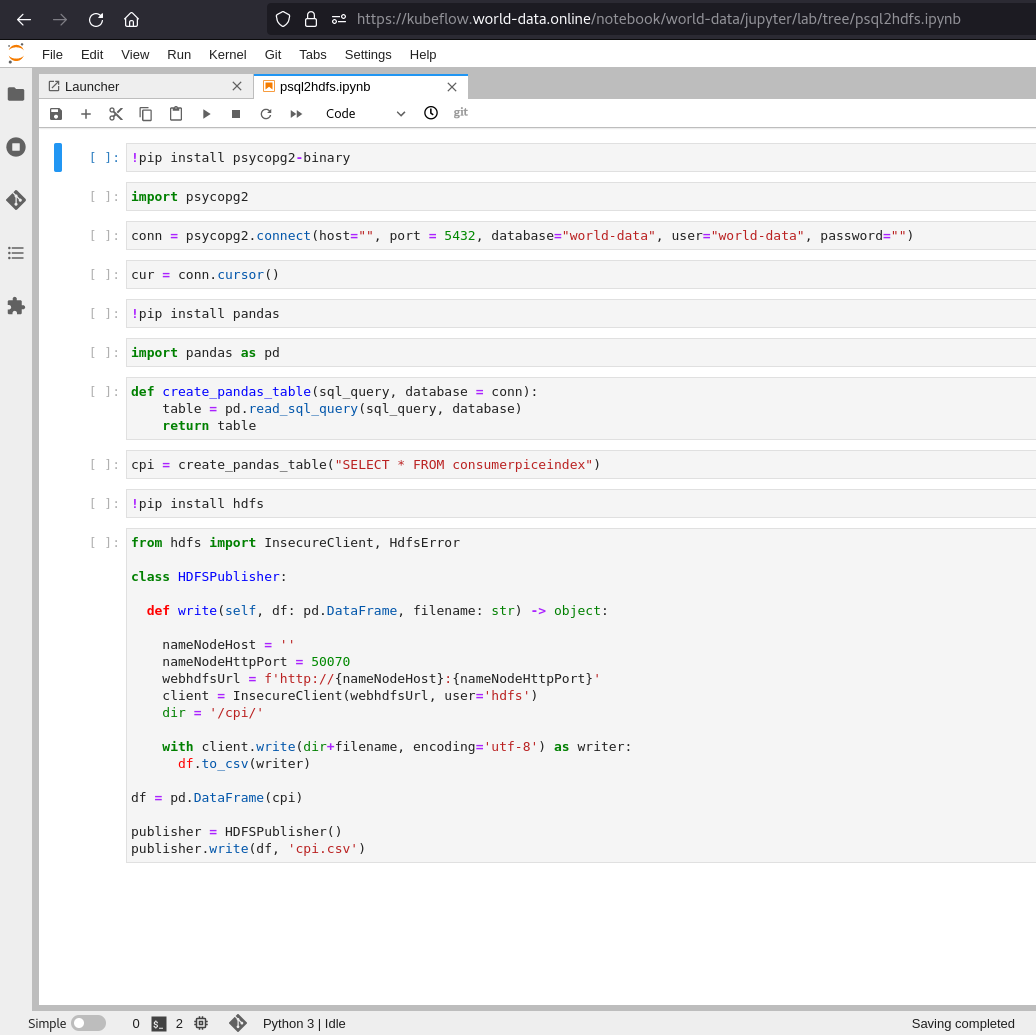 https://kubeflow.world-data.online/notebook/world-data/jupyter/lab/tree/psql2hdfs.ipynb
File Edit View Run Kernel Git Tabs Settings Help
Launcher psql2hdfs.ipynb
Code git
[ ]: !pip install psycopg2-binary
[ ]: import psycopg2
[ ]: conn = psycopg2.connect(host="", port = 5432, database="world-data", user="world-data", password="")
[ ]: cur = conn.cursor()
[ ]: !pip install pandas
[ ]: import pandas as pd
[ ]: def create_pandas_table(sql_query, database = conn):
    table = pd.read_sql_query(sql_query, database)
    return table
[ ]: cpi = create_pandas_table("SELECT * FROM consumerpiceindex")
[ ]: !pip install hdfs
[ ]: from hdfs import InsecureClient, HdfsError
class HDFSPublisher:
  def write(self, df: pd.DataFrame, filename: str) -> object:
    nameNodeHost = ''
    nameNodeHttpPort = 50070
    webhdfsUrl = f'http://{nameNodeHost}:{nameNodeHttpPort}'
    client = InsecureClient(webhdfsUrl, user='hdfs')
    dir = '/cpi/'
    with client.write(dir+filename, encoding='utf-8') as writer:
      df.to_csv(writer)
df = pd.DataFrame(cpi)
publisher = HDFSPublisher()
publisher.write(df, 'cpi.csv')
Simple 0 $_ 2 Python 3 | Idle Saving completed